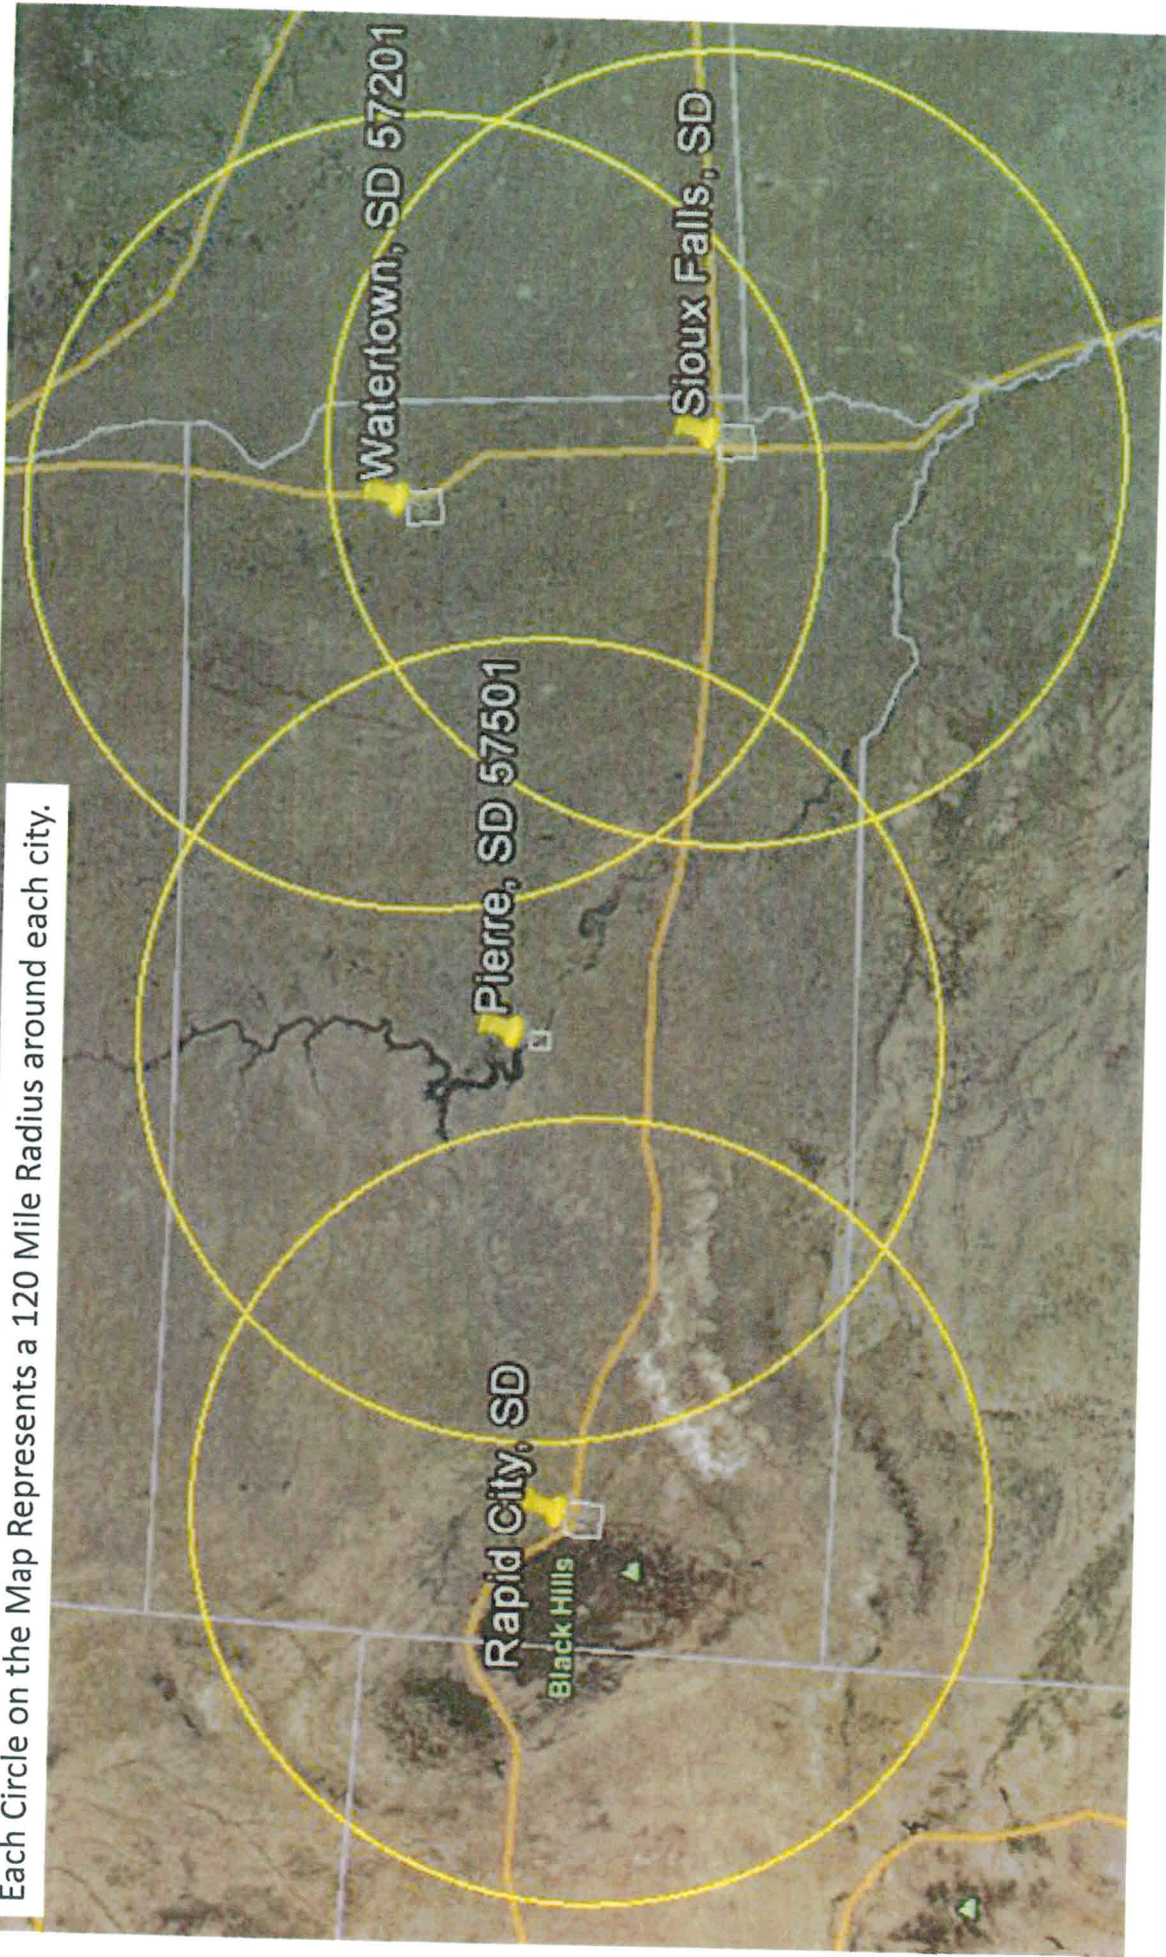 Each Circle on the Map Represents a 120 Mile Radius around each city.
Watertown, SD 57201
Pierre, SD 57501
Sioux Falls, SD
Rapid City, SD
Black Hills